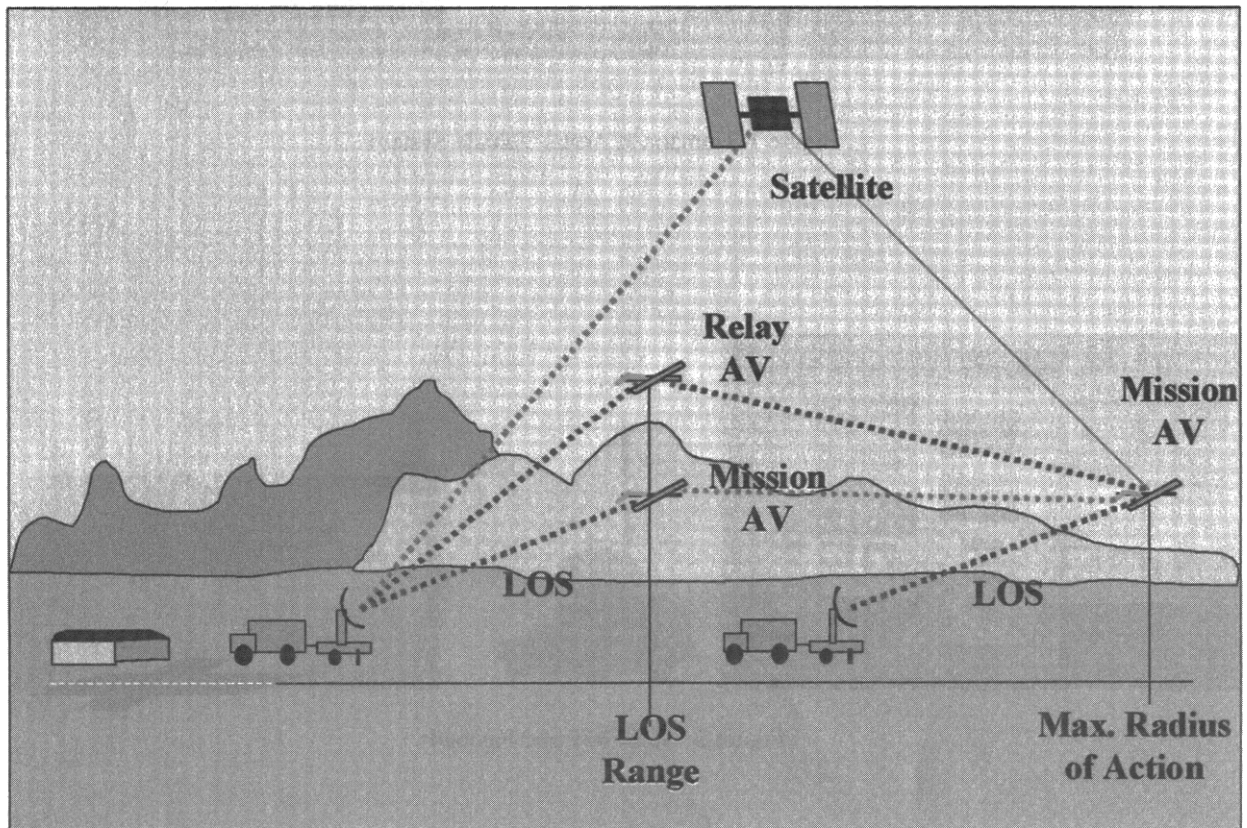 Satellite
Relay
AV
Mission
AV
Mission
AV
LOS
LOS
LOS
Range
Max. Radius
of Action